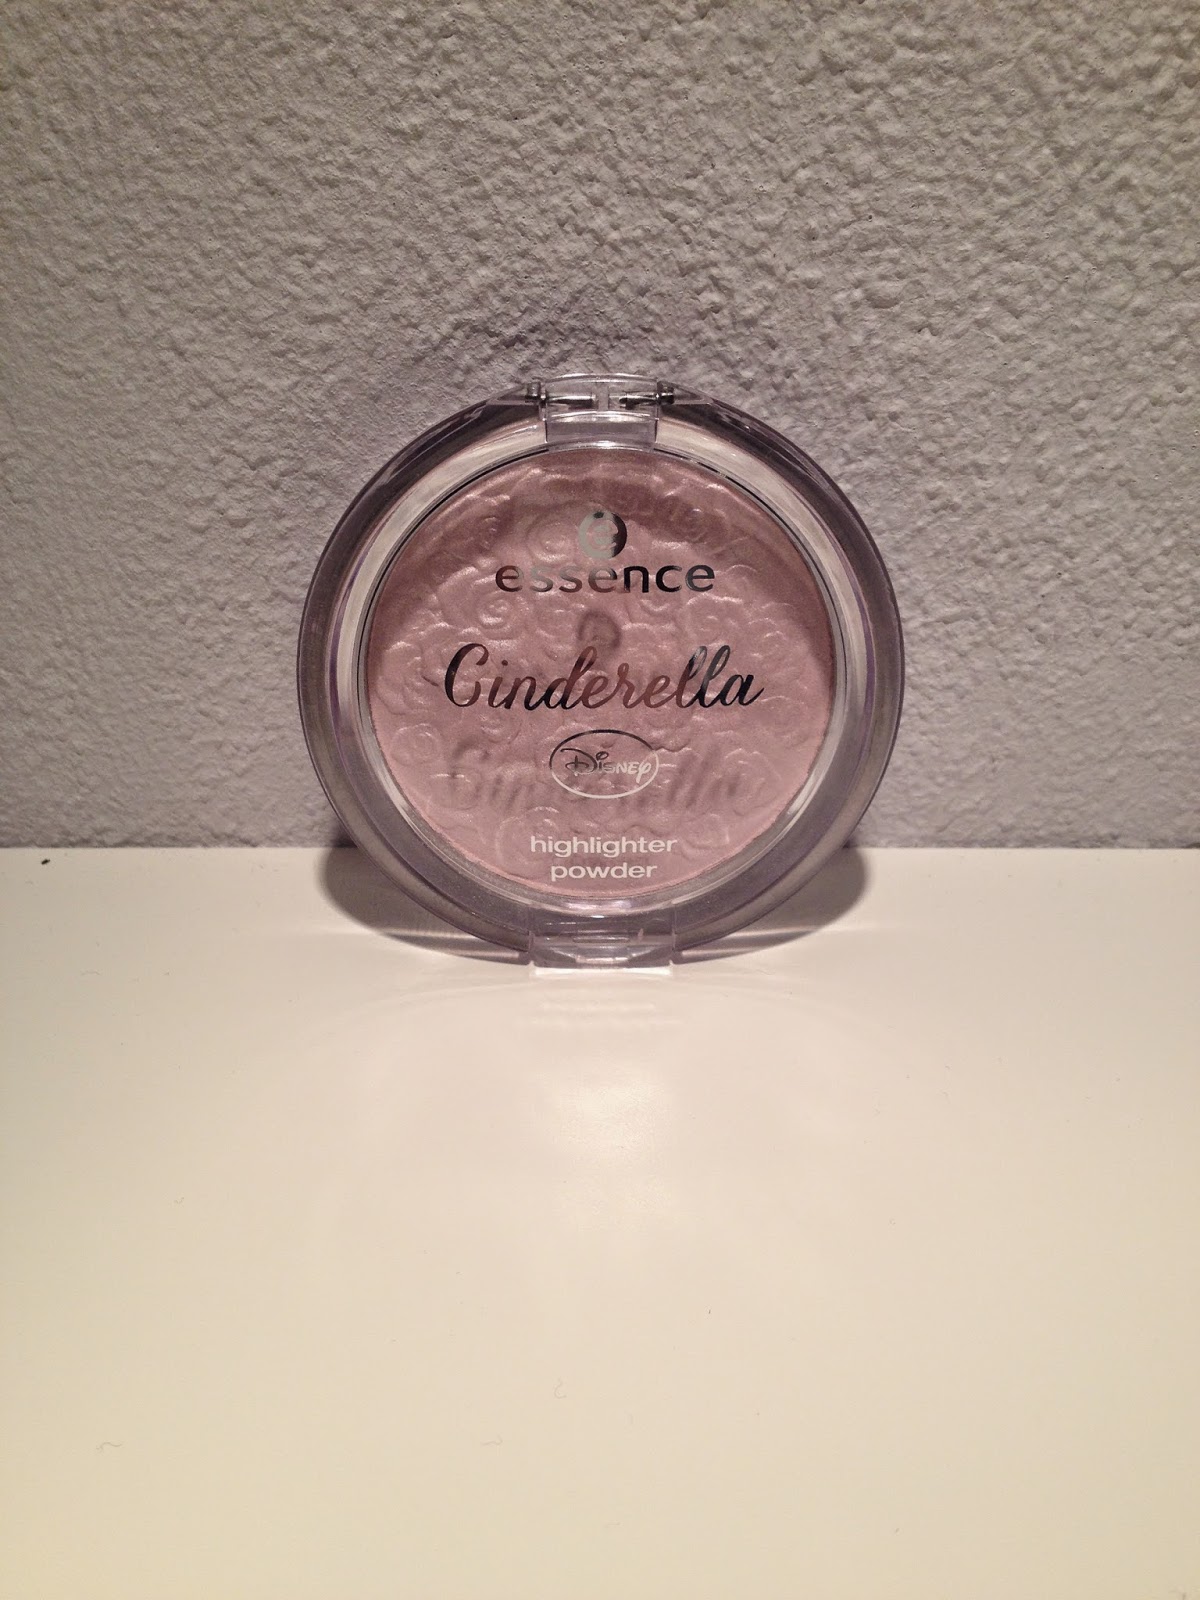 e
essence
Cinderella
Disney
highlighter
powder